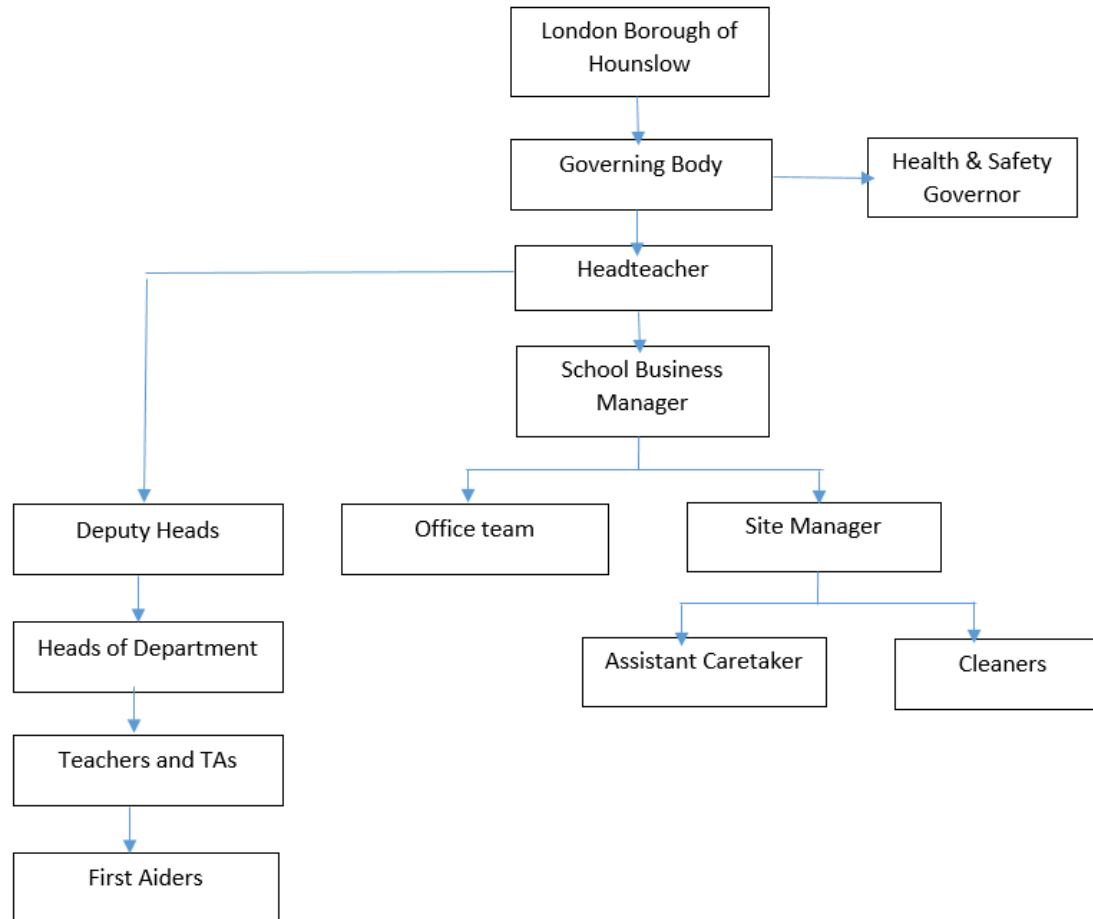 London Borough of
Hounslow
Governing Body
Health & Safety
Governor
Headteacher
School Business
Manager
Deputy Heads
Office team
Site Manager
Heads of Department
Assistant Caretaker
Cleaners
Teachers and TAs
First Aiders